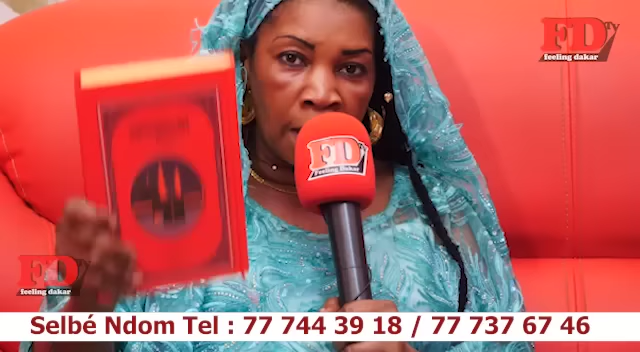 FD TV
feeling dakar
FD
Feeling Dakar
FD
feeling dakar
Selbé Ndom Tel : 77 744 39 18 / 77 737 67 46